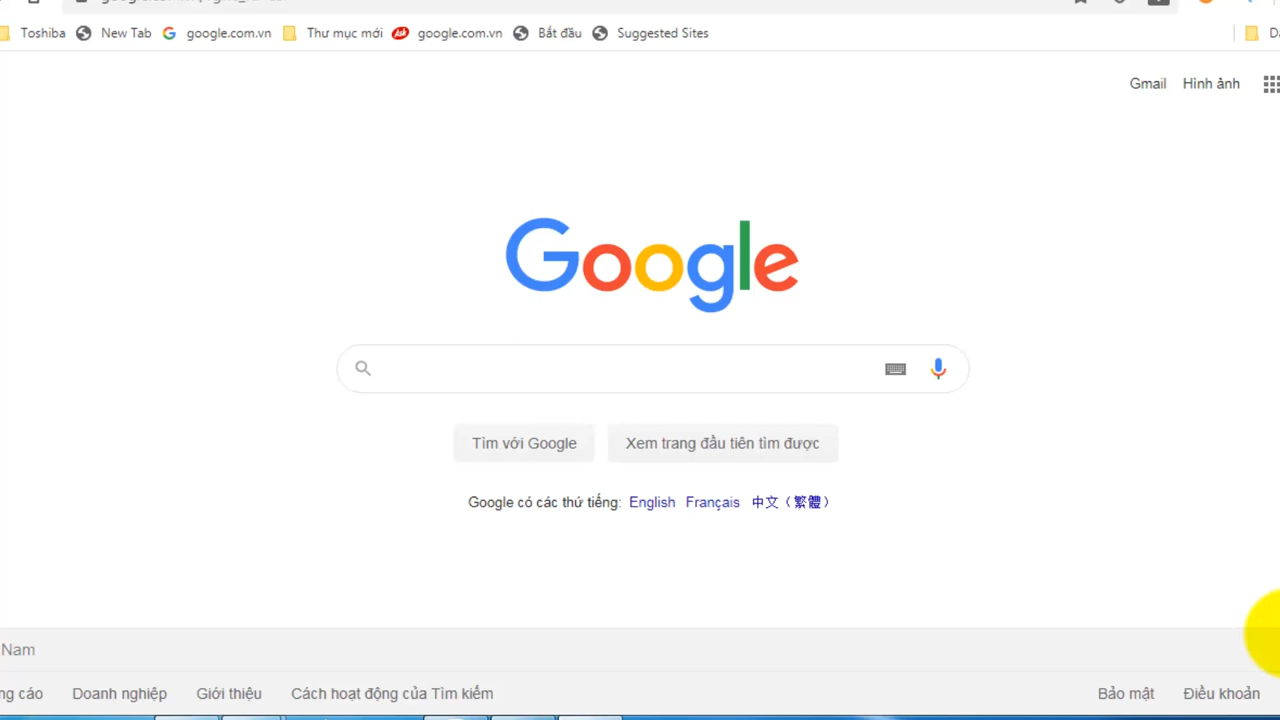 Toshiba New Tab google.com.vn Thư mục mới Ask google.com.vn Bắt đầu Suggested Sites
Gmail Hình ảnh
Google
Tìm với Google Xem trang đầu tiên tìm được
Google có các thứ tiếng: English Français 中文（繁體）
Nam
Doanh nghiệp Giới thiệu Cách hoạt động của Tìm kiếm Bảo mật Điều khoản